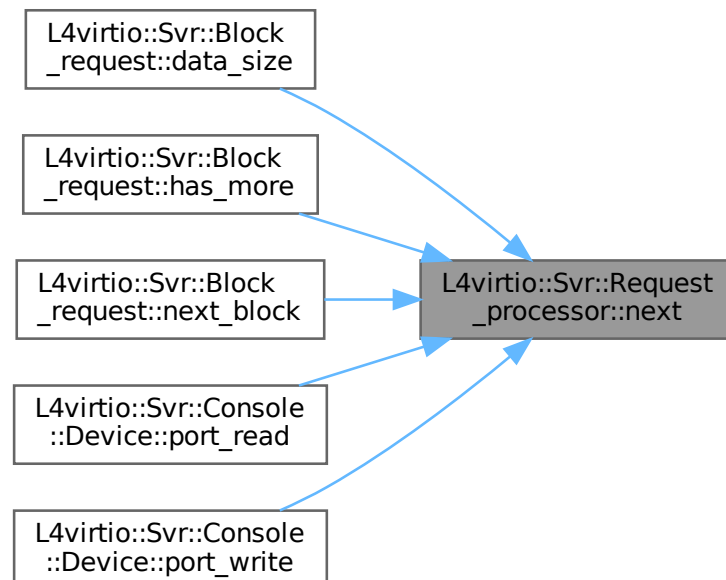 L4virtio::Svr::Block
_request::data_size
L4virtio::Svr::Block
_request::has_more
L4virtio::Svr::Block
_request::next_block
L4virtio::Svr::Request
_processor::next
L4virtio::Svr::Console
::Device::port_read
L4virtio::Svr::Console
::Device::port_write